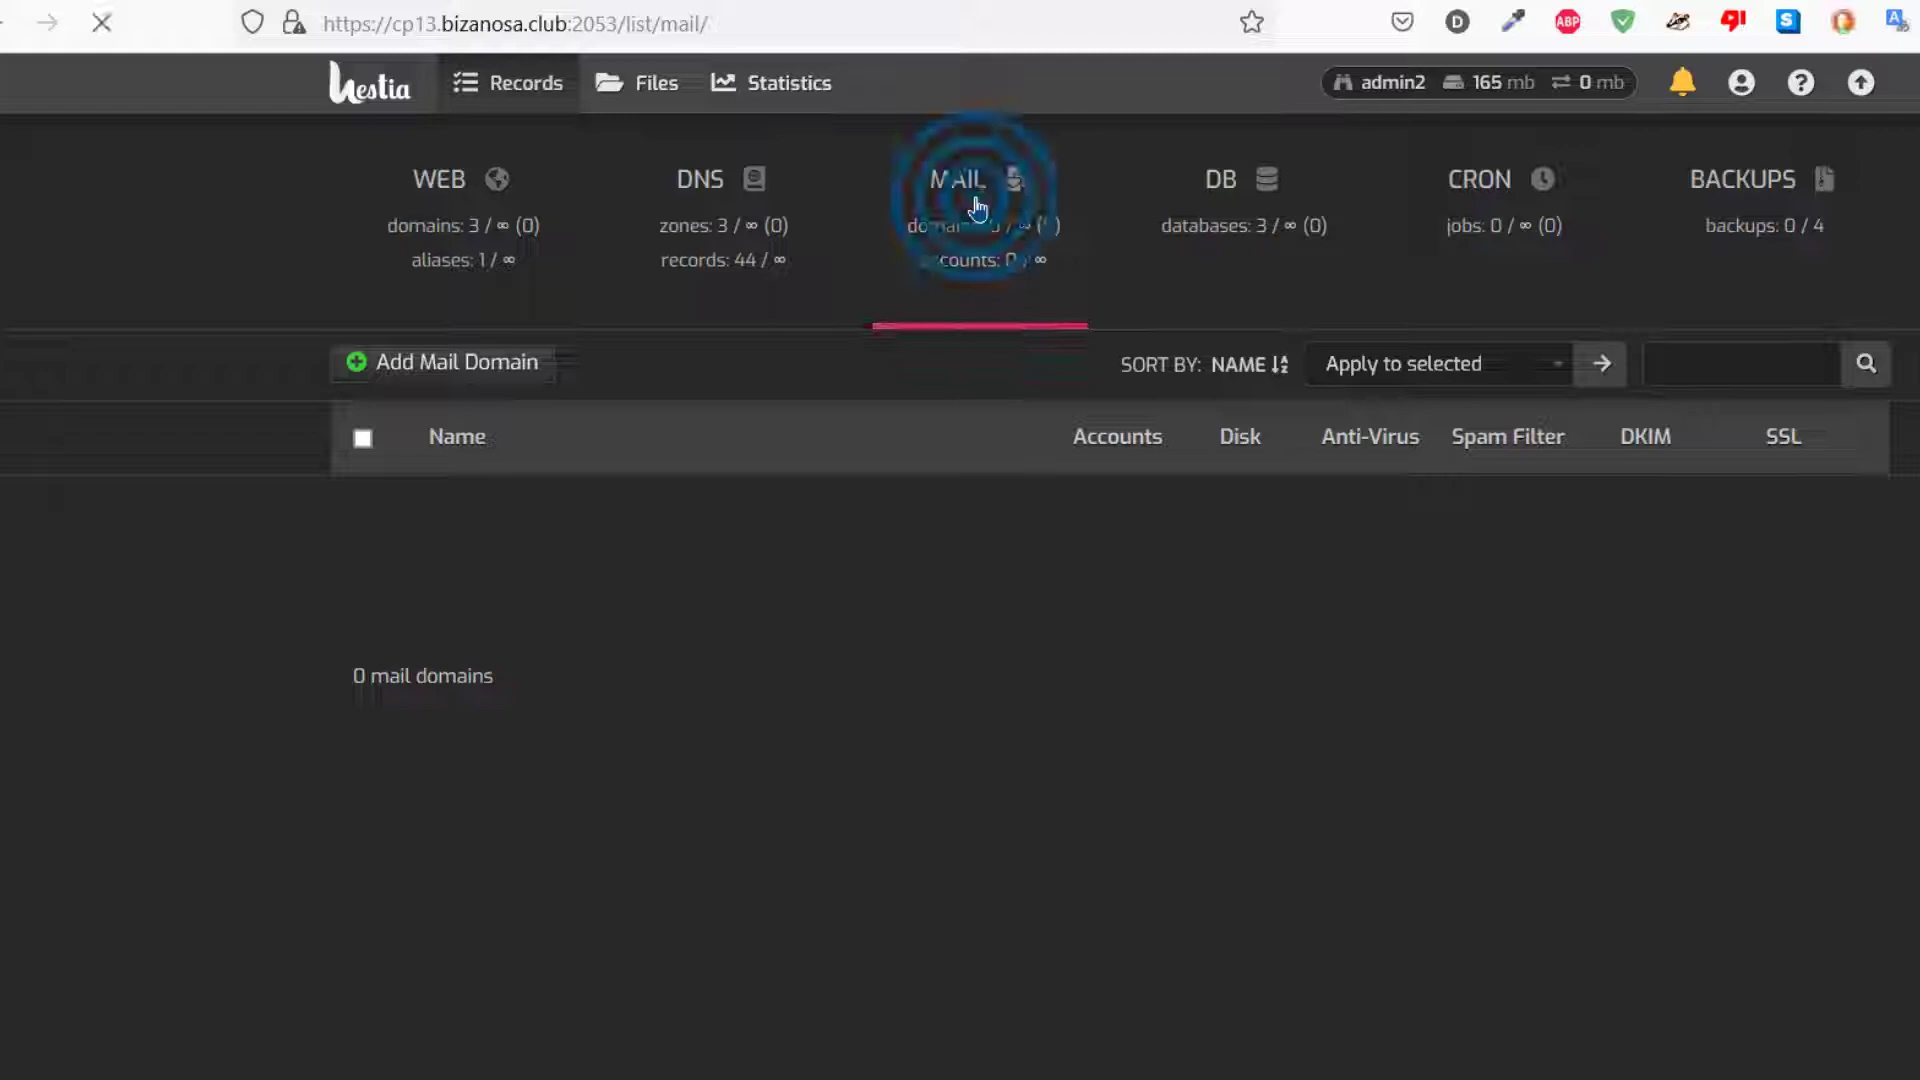 https://cp13.bizanosa.club:2053/list/mail/
D
ABP
S
A
Hestia
Records
Files
Statistics
admin2 165 mb 0 mb
WEB
domains: 3 / ∞ (0)
aliases: 1 / ∞
DNS
zones: 3 / ∞ (0)
records: 44 / ∞
MAIL
DB
databases: 3 / ∞ (0)
CRON
jobs: 0 / ∞ (0)
BACKUPS
backups: 0 / 4
Add Mail Domain
SORT BY: NAME
Apply to selected
Name
Accounts
Disk
Anti-Virus
Spam Filter
DKIM
SSL
0 mail domains